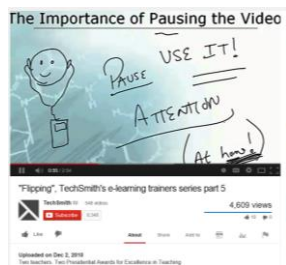 The Importance of Pausing the Video
USE IT!
PAUSE
ATTENTION
(At home!
"Flipping", TechSmith's e-learning trainers series part 5
TechSmith
Subscribe
4,609 views
Like
About
Share
Add to
Uploaded on Dec 2, 2010
Two teachers. Two Presidential Awards for Excellence in Teaching